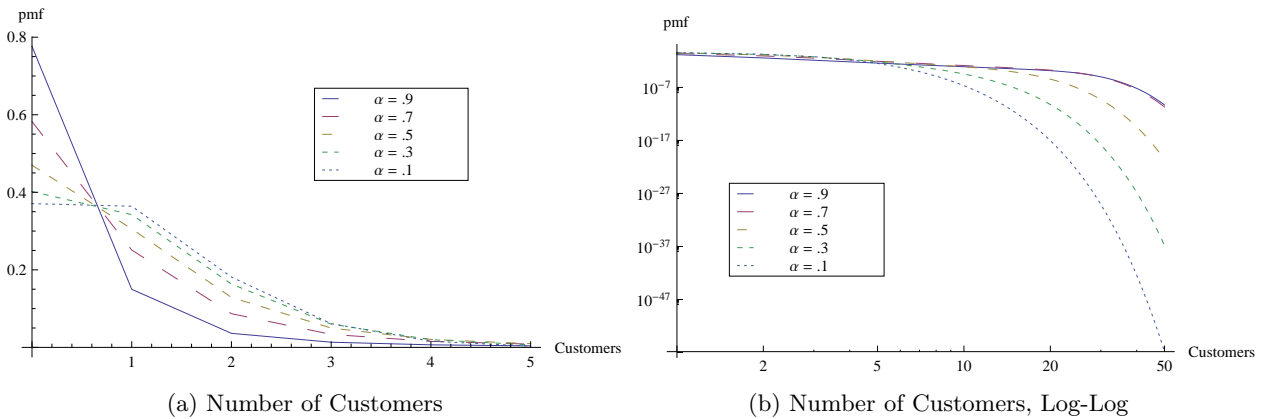 pmf
0.8
0.6
0.4
0.2
1 2 3 4 5
Customers
α = .9
α = .7
α = .5
α = .3
α = .1
(a) Number of Customers
pmf
10⁻⁷
10⁻¹⁷
10⁻²⁷
10⁻³⁷
10⁻⁴⁷
2 5 10 20 50
Customers
α = .9
α = .7
α = .5
α = .3
α = .1
(b) Number of Customers, Log-Log